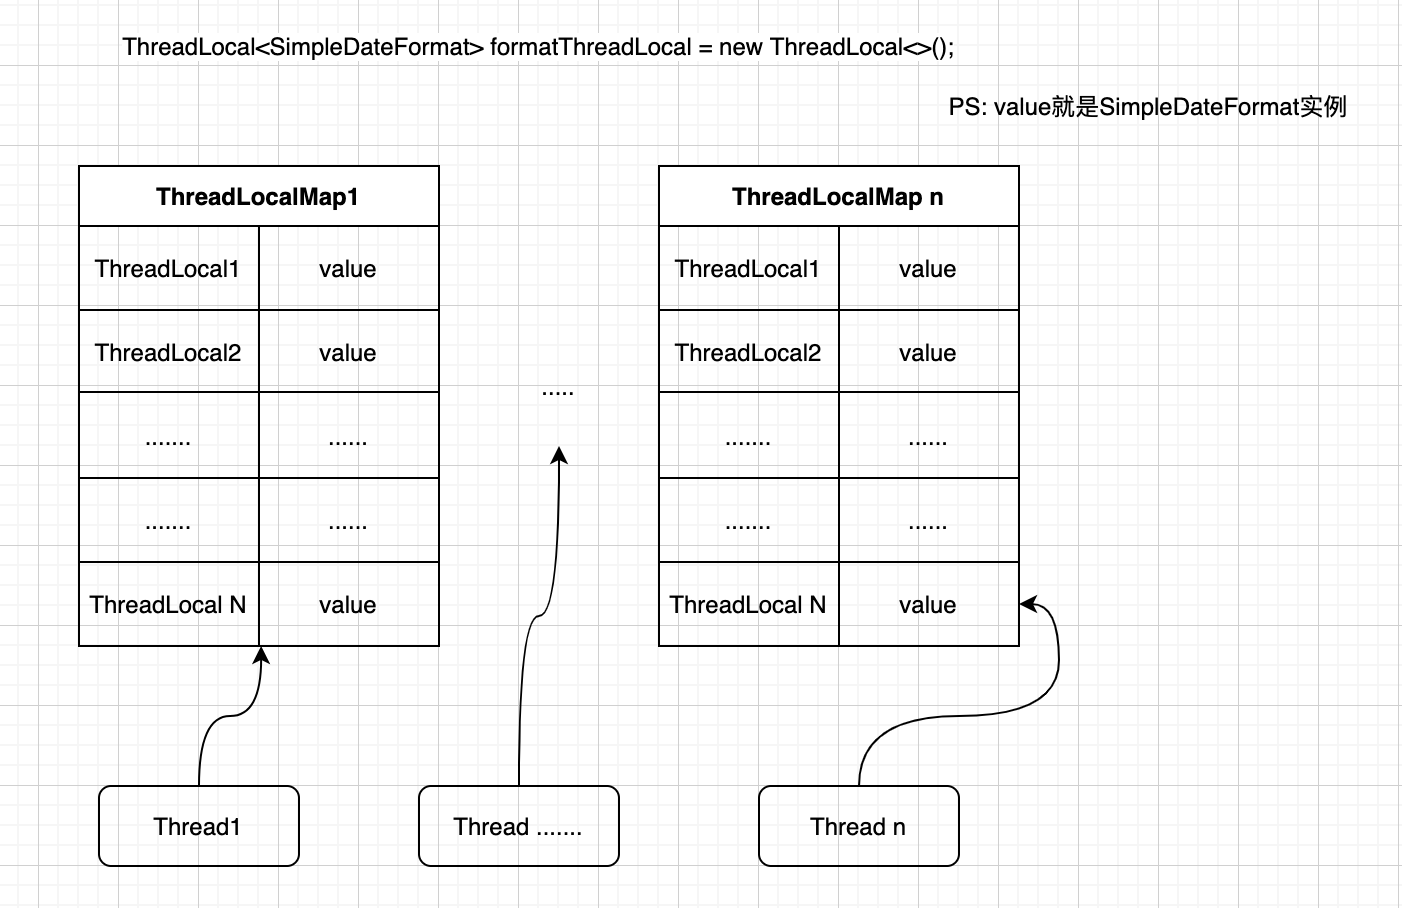 ThreadLocal<SimpleDateFormat> formatThreadLocal = new ThreadLocal<>();
PS: value就是SimpleDateFormat实例
ThreadLocalMap1
ThreadLocal1 value
ThreadLocal2 value
....... ......
....... ......
ThreadLocal N value
.....
ThreadLocalMap n
ThreadLocal1 value
ThreadLocal2 value
....... ......
....... ......
ThreadLocal N value
Thread1
Thread .......
Thread n